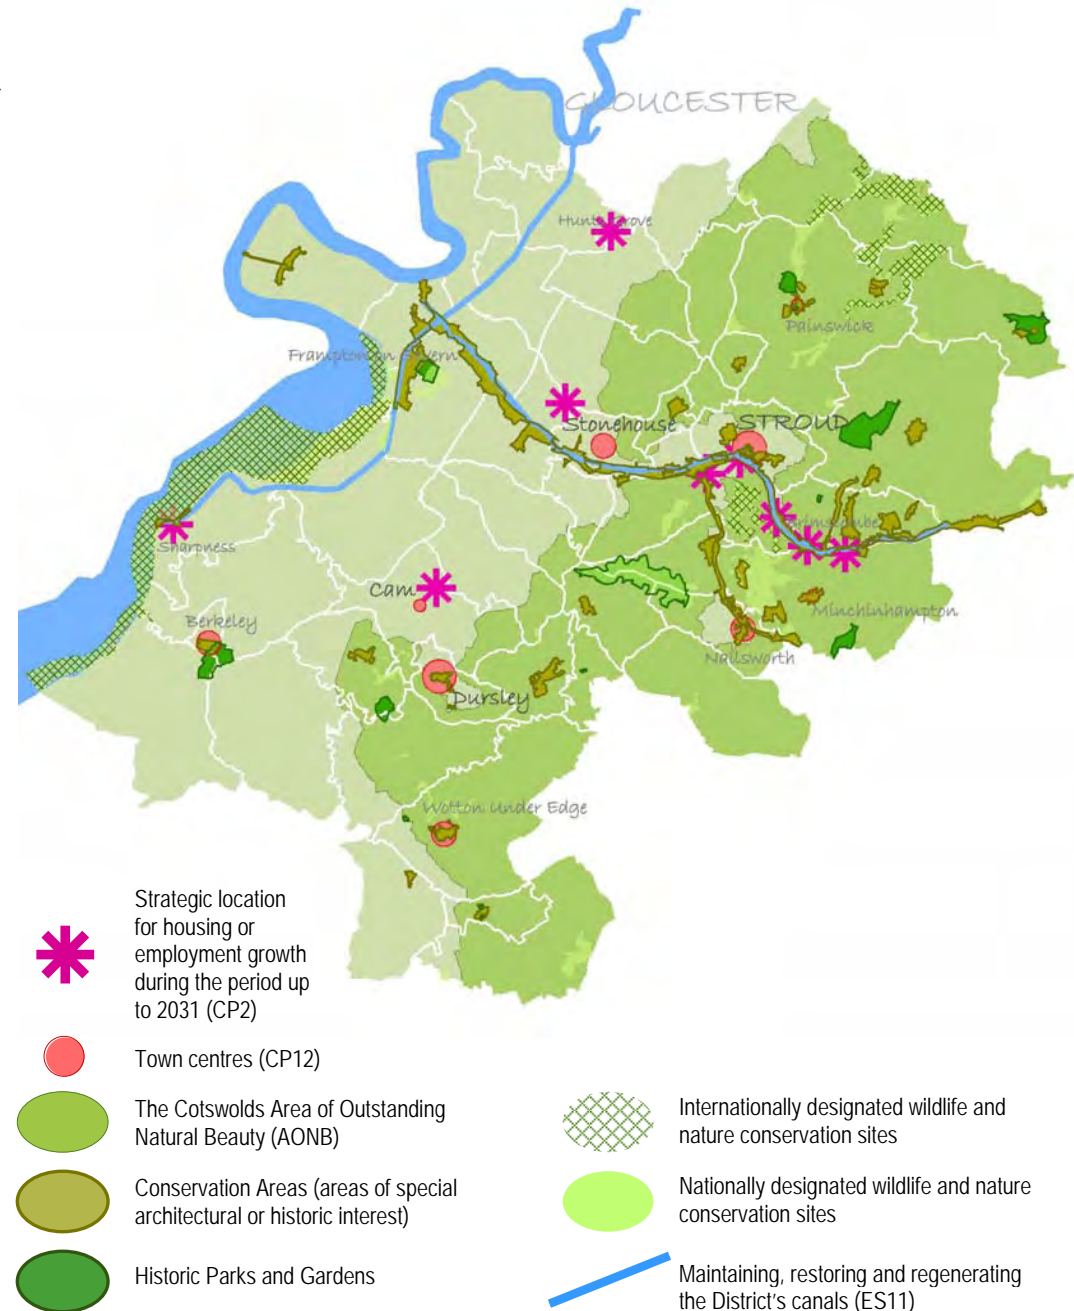 GLOUCESTER
Hunts Grove
Painswick
Frampton on Severn
Stonehouse
STROUD
Sharpness
Brimscombe
Cam
Minchinhampton
Berkeley
Nailsworth
Dursley
Wotton Under Edge
Strategic location
for housing or
employment growth
during the period up
to 2031 (CP2)
Town centres (CP12)
The Cotswolds Area of Outstanding
Natural Beauty (AONB)
Conservation Areas (areas of special
architectural or historic interest)
Historic Parks and Gardens
Internationally designated wildlife and
nature conservation sites
Nationally designated wildlife and nature
conservation sites
Maintaining, restoring and regenerating
the District's canals (ES11)